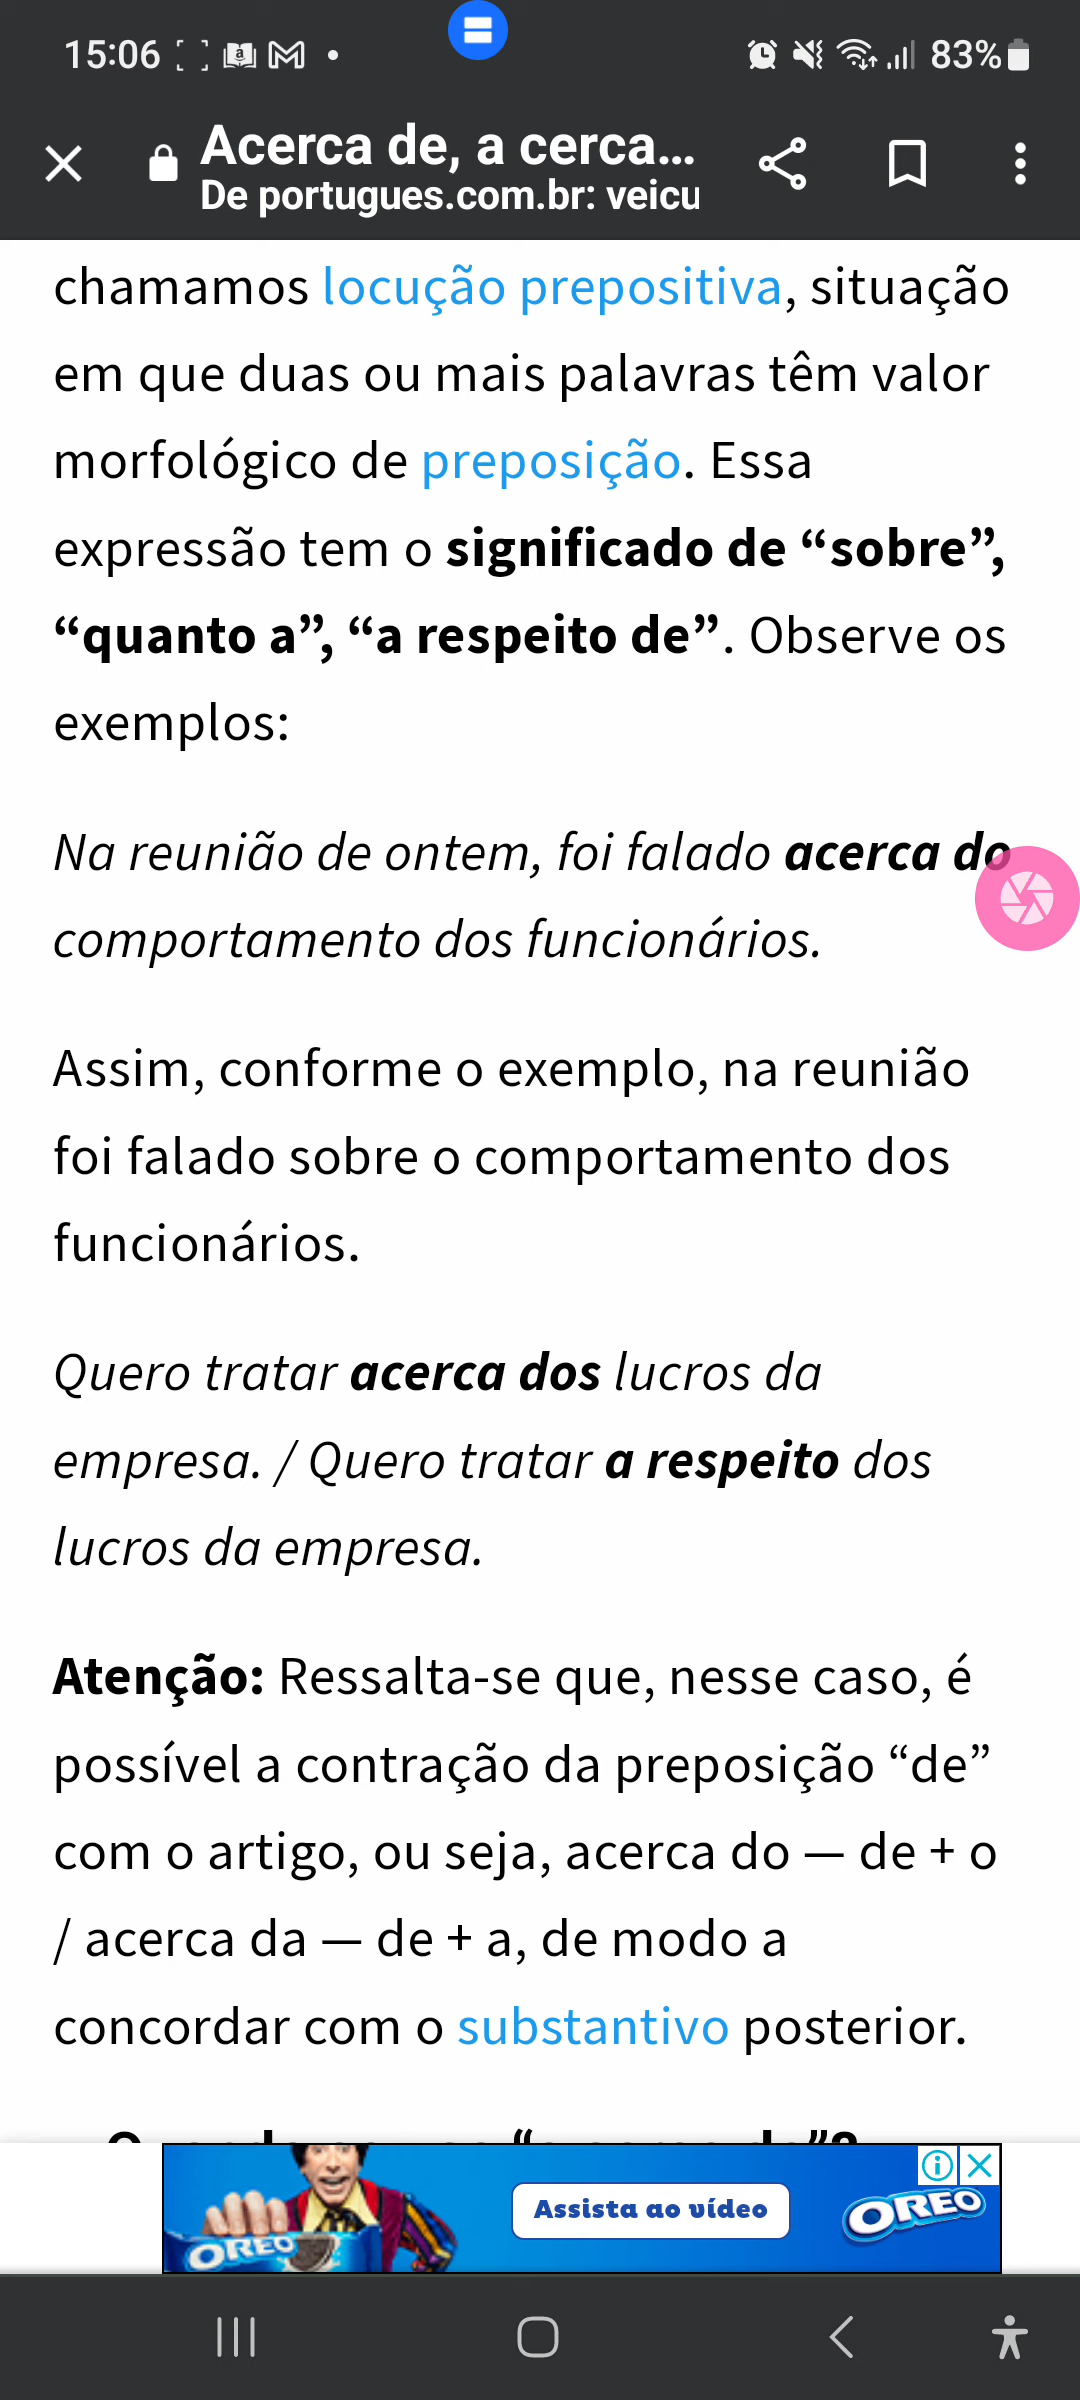 15:06
83%
Acerca de, a cerca...
De portugues.com.br: veicu
chamamos locução prepositiva, situação
em que duas ou mais palavras têm valor
morfológico de preposição. Essa
expressão tem o significado de “sobre”,
“quanto a”, “a respeito de”. Observe os
exemplos:
Na reunião de ontem, foi falado acerca do
comportamento dos funcionários.
Assim, conforme o exemplo, na reunião
foi falado sobre o comportamento dos
funcionários.
Quero tratar acerca dos lucros da
empresa. / Quero tratar a respeito dos
lucros da empresa.
Atenção: Ressalta-se que, nesse caso, é
possível a contração da preposição “de”
com o artigo, ou seja, acerca do — de + o
/ acerca da — de + a, de modo a
concordar com o substantivo posterior.
OREO
Assista ao vídeo
OREO